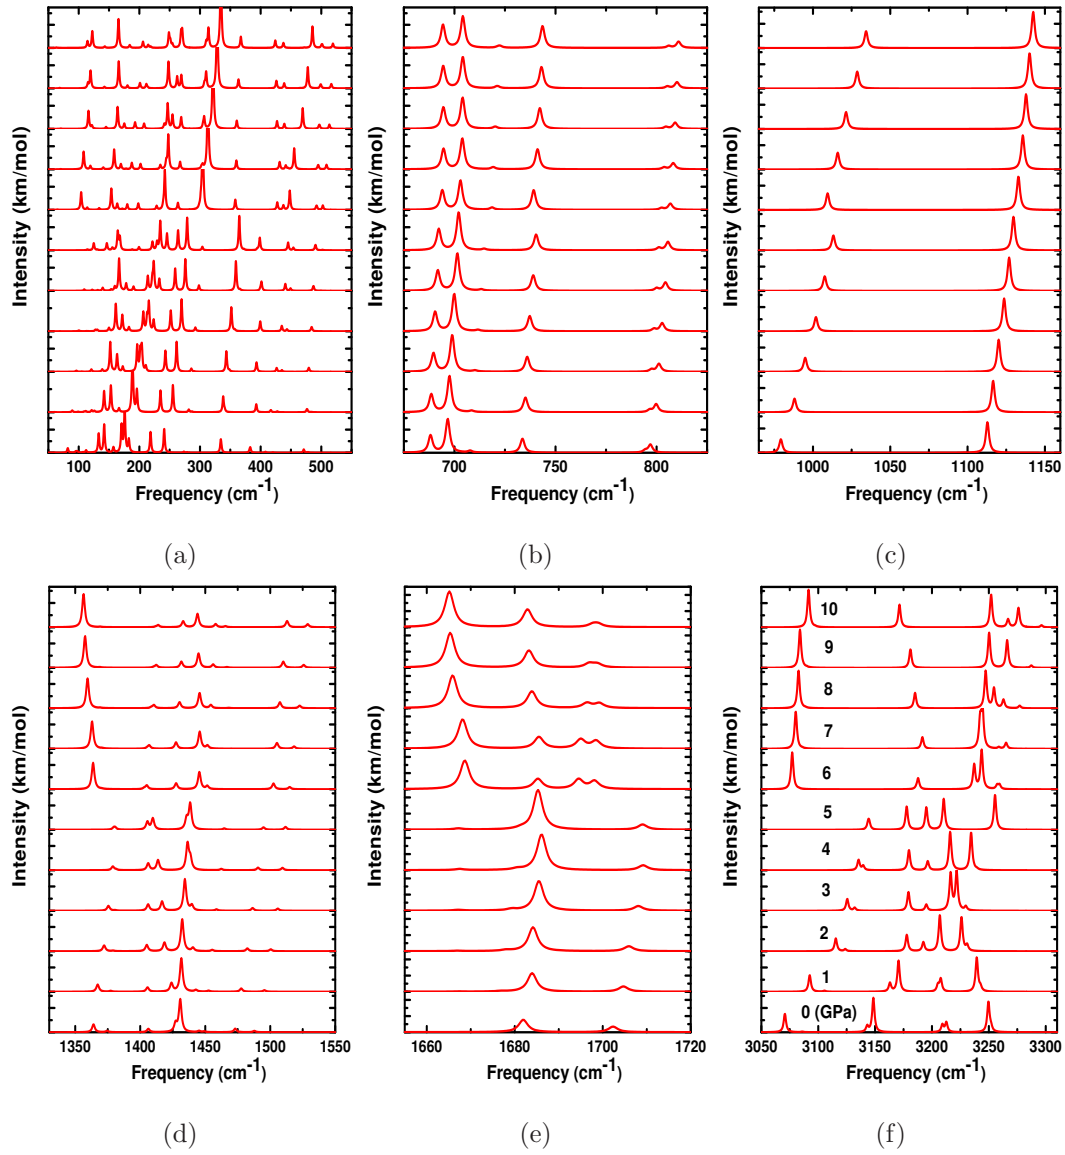 Intensity (km/mol)
100 200 300 400 500
Frequency (cm-1)
(a)
Intensity (km/mol)
700 750 800
Frequency (cm-1)
(b)
Intensity (km/mol)
1000 1050 1100 1150
Frequency (cm-1)
(c)
Intensity (km/mol)
1350 1400 1450 1500 1550
Frequency (cm-1)
(d)
Intensity (km/mol)
1660 1680 1700 1720
Frequency (cm-1)
(e)
Intensity (km/mol)
10
9
8
7
6
5
4
3
2
1
0 (GPa)
3050 3100 3150 3200 3250 3300
Frequency (cm-1)
(f)